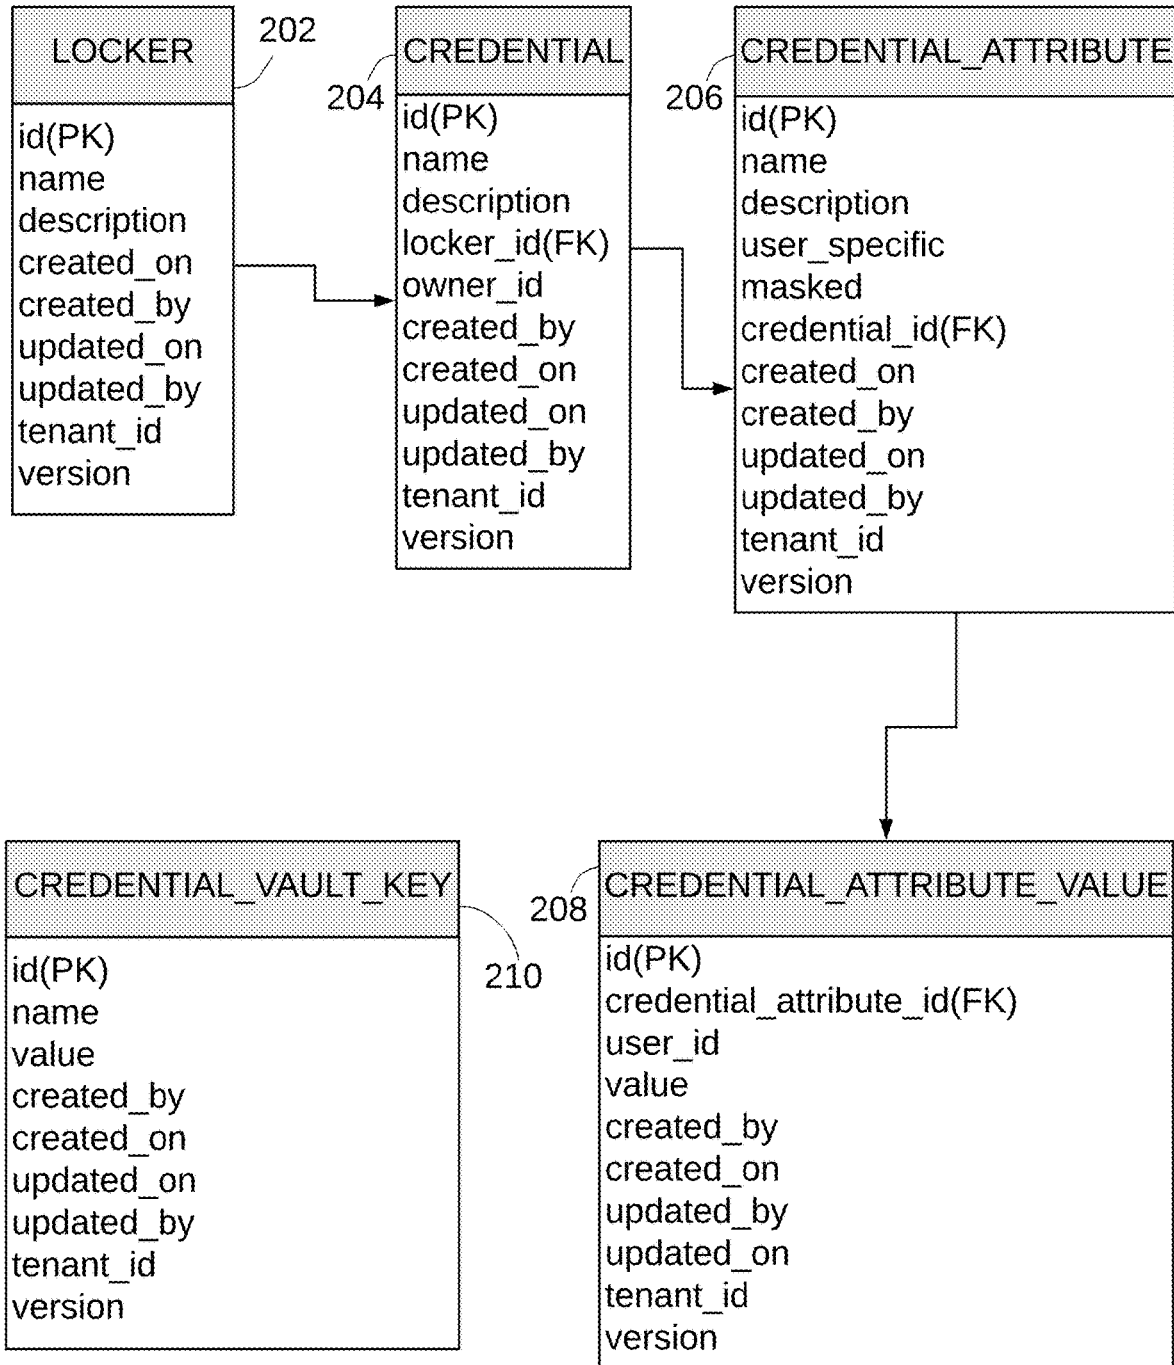 LOCKER
202
id(PK)
name
description
created_on
created_by
updated_on
updated_by
tenant_id
version
CREDENTIAL
204
id(PK)
name
description
locker_id(FK)
owner_id
created_by
created_on
updated_on
updated_by
tenant_id
version
CREDENTIAL_ATTRIBUTE
206
id(PK)
name
description
user_specific
masked
credential_id(FK)
created_on
created_by
updated_on
updated_by
tenant_id
version
CREDENTIAL_VAULT_KEY
210
id(PK)
name
value
created_by
created_on
updated_on
updated_by
tenant_id
version
CREDENTIAL_ATTRIBUTE_VALUE
208
id(PK)
credential_attribute_id(FK)
user_id
value
created_by
created_on
updated_by
updated_on
tenant_id
version